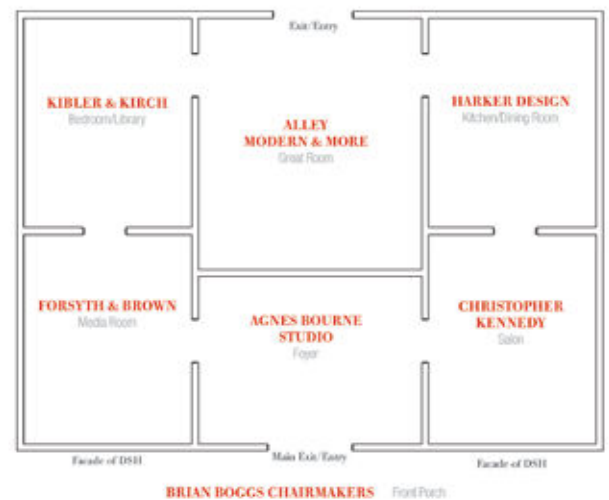 Exit/Entry
KIBLER & KIRCH
Bedroom/Library
ALLEY
MODERN & MORE
Great Room
HARKER DESIGN
Kitchen/Dining Room
FORSYTH & BROWN
Media Room
AGNES BOURNE
STUDIO
Foyer
CHRISTOPHER
KENNEDY
Salon
Facade of DSH
Main Exit/Entry
Facade of DSH
BRIAN BOGGS CHAIRMAKERS Front Porch